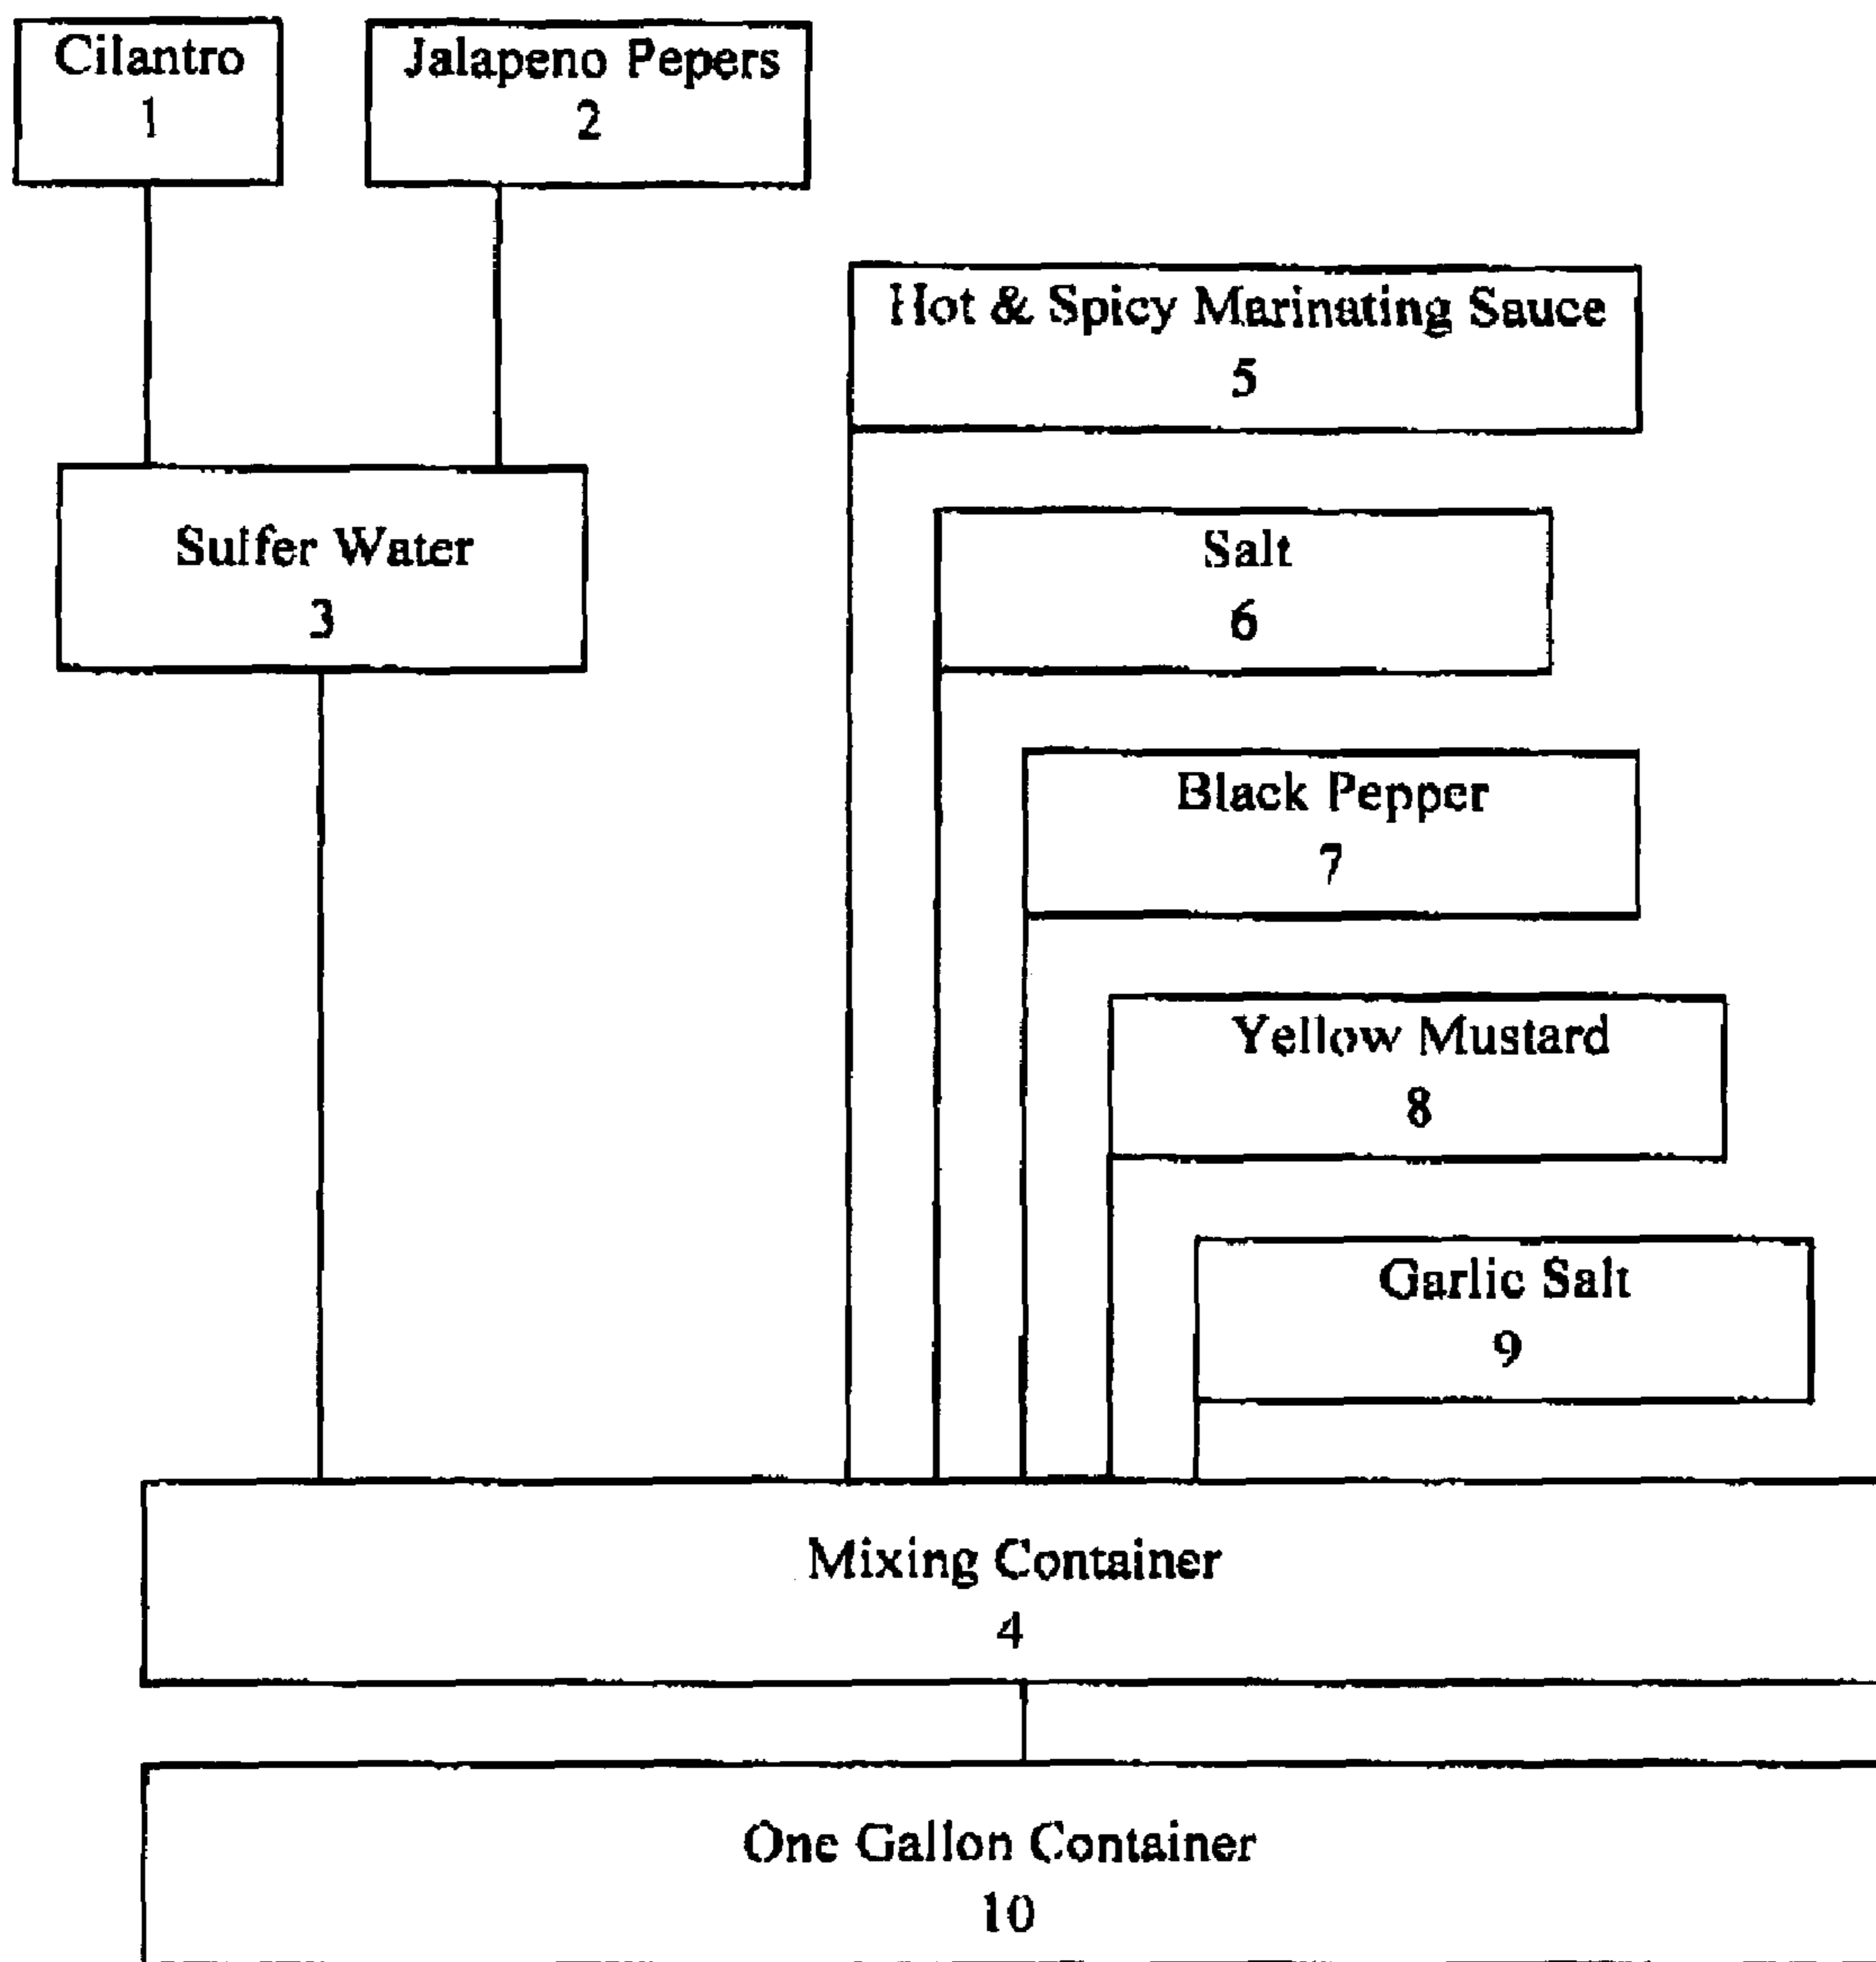 Cilantro
1
Jalapeno Pepers
2
Hot & Spicy Marinating Sauce
5
Sulfer Water
3
Salt
6
Black Pepper
7
Yellow Mustard
8
Garlic Salt
9
Mixing Container
4
One Gallon Container
10